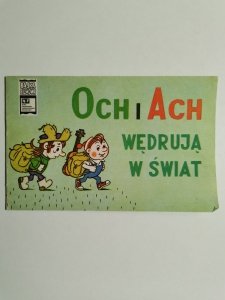 OCH I ACH
WĘDRUJĄ
W ŚWIAT